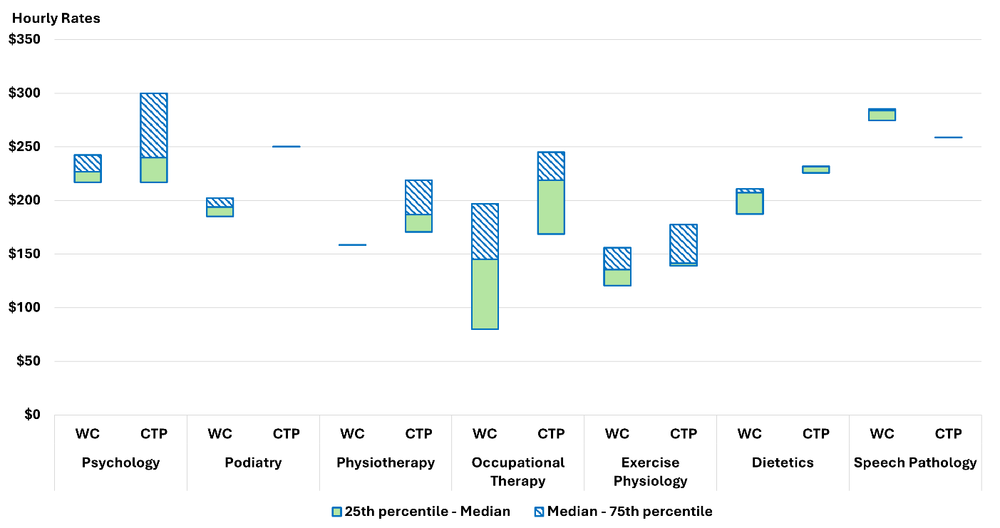 Hourly Rates
$350
$300
$250
$200
$150
$100
$50
$0
WC CTP WC CTP WC CTP WC CTP WC CTP WC CTP WC CTP
Psychology Podiatry Physiotherapy Occupational Exercise Dietetics Speech Pathology
Therapy Physiology
25th percentile - Median Median - 75th percentile